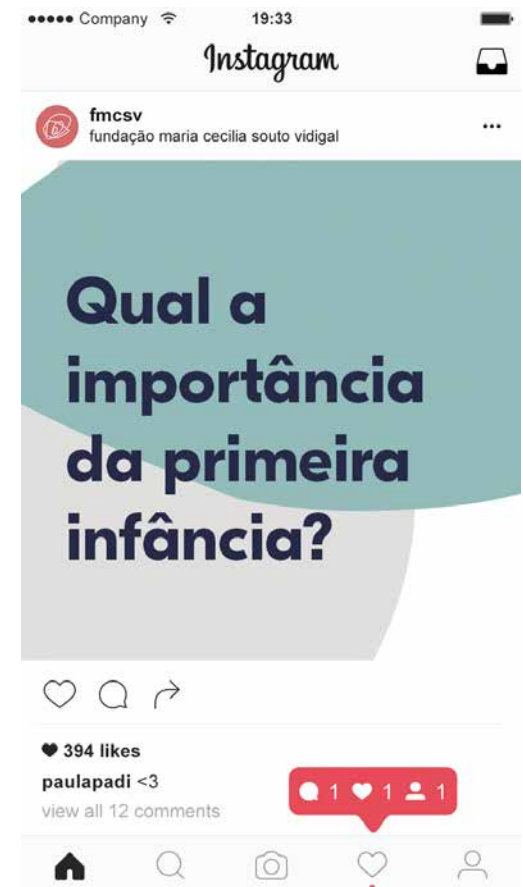 Company 19:33
Instagram
fmcsv
fundação maria cecilia souto vidigal
Qual a
importância
da primeira
infância?
394 likes
paulapadi <3
view all 12 comments
1 1 1